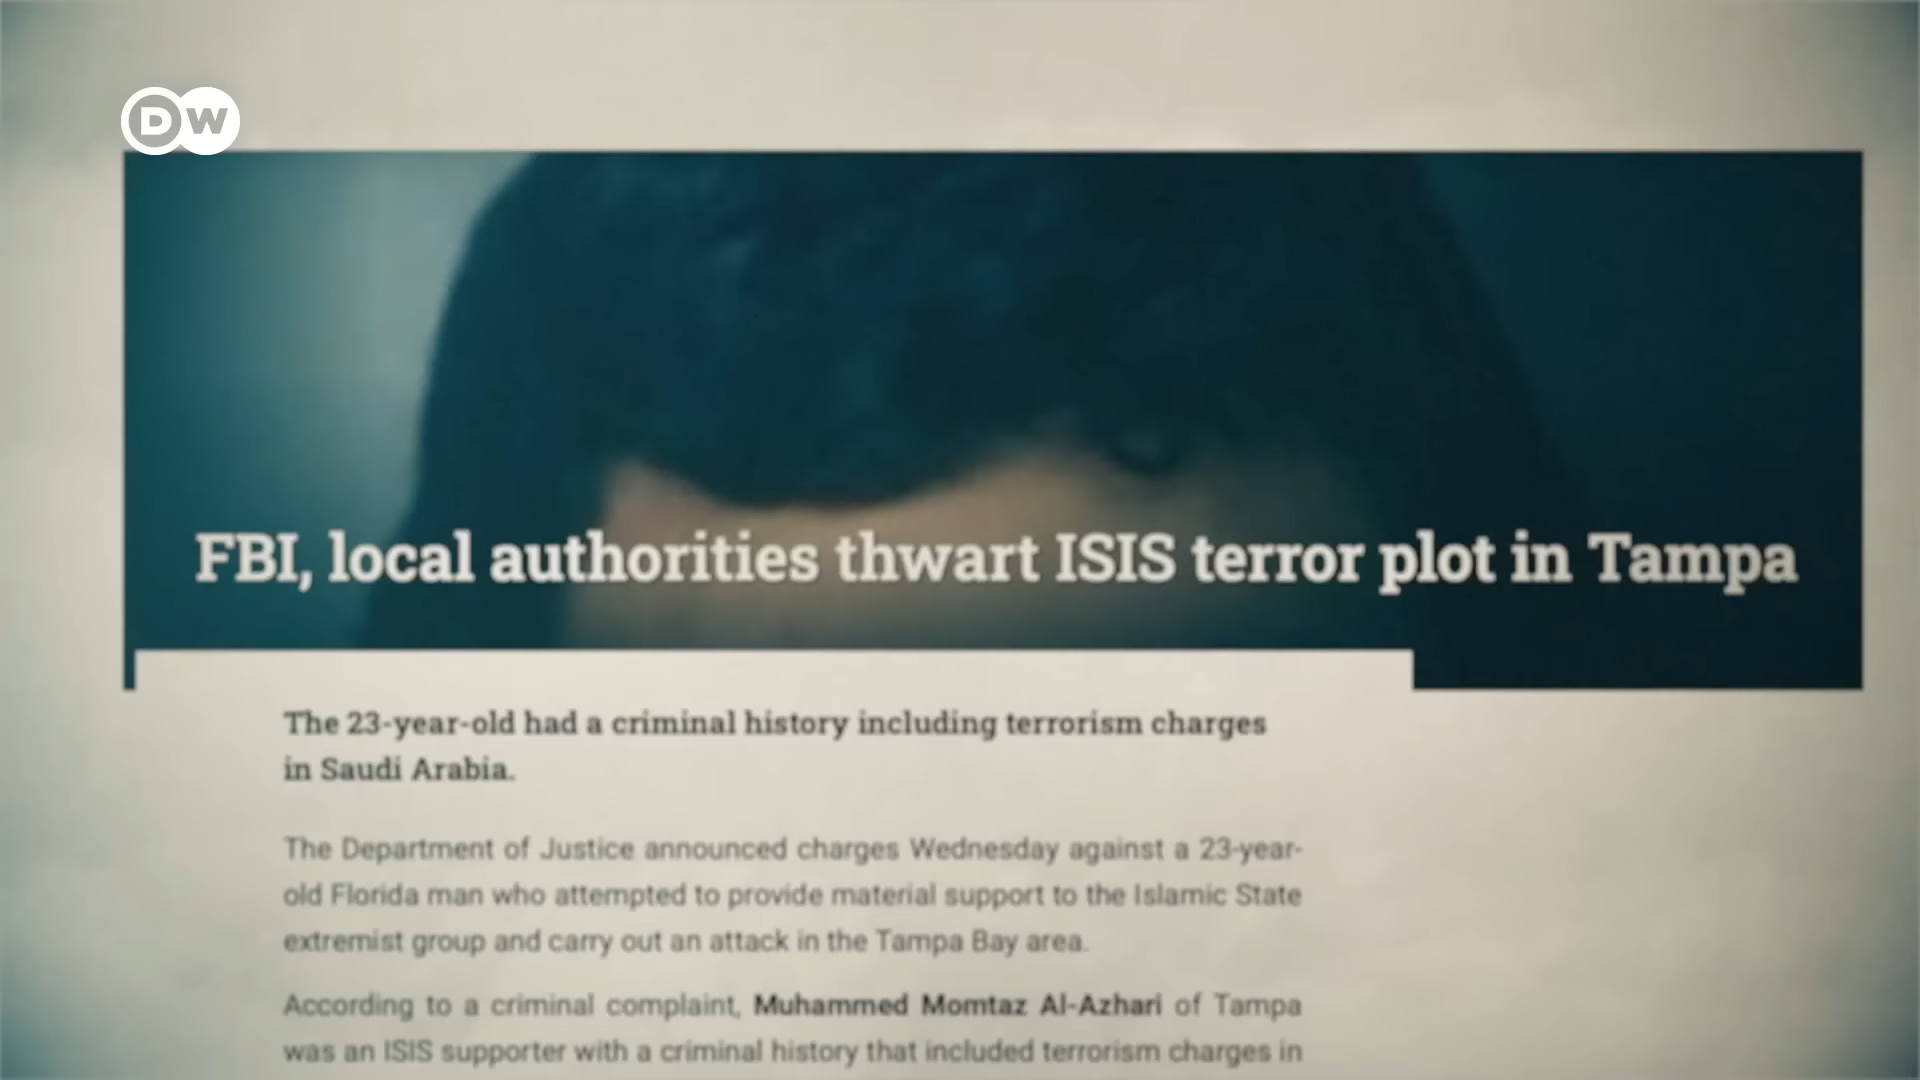 DW
FBI, local authorities thwart ISIS terror plot in Tampa
The 23-year-old had a criminal history including terrorism charges
in Saudi Arabia.
The Department of Justice announced charges Wednesday against a 23-year-
old Florida man who attempted to provide material support to the Islamic State
extremist group and carry out an attack in the Tampa Bay area.
According to a criminal complaint, Muhammed Momtaz Al-Azhari of Tampa
was an ISIS supporter with a criminal history that included terrorism charges in